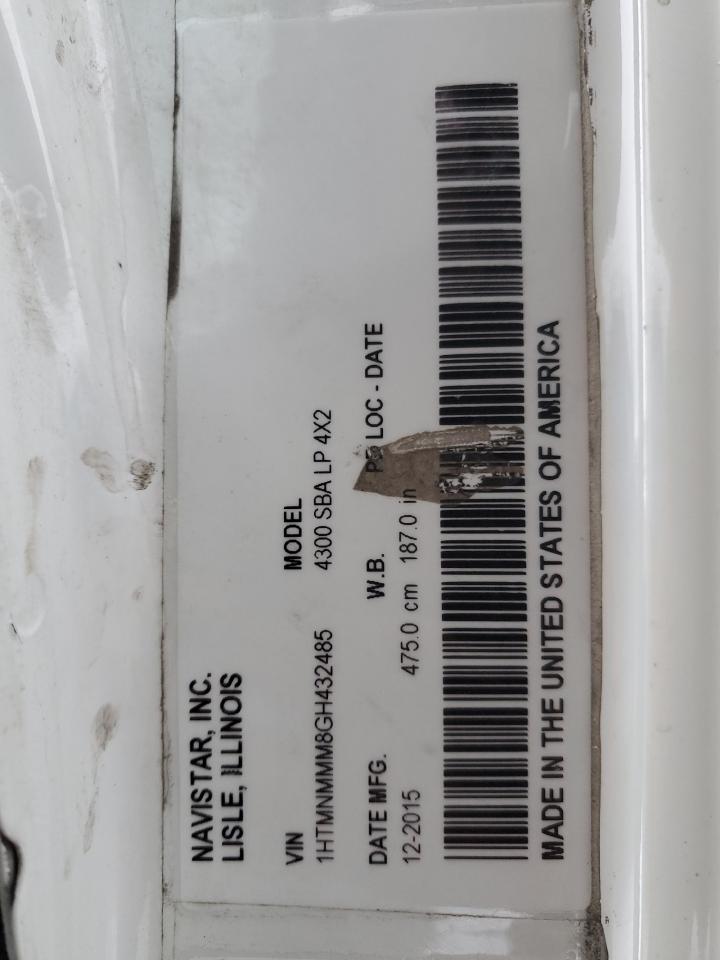 NAVISTAR, INC.
LISLE, ILLINOIS
VIN MODEL
1HTMNMMM8GH432485 4300 SBA LP 4X2
DATE MFG. W.B. LOC - DATE
12-2015 475.0 cm 187.0 in
MADE IN THE UNITED STATES OF AMERICA